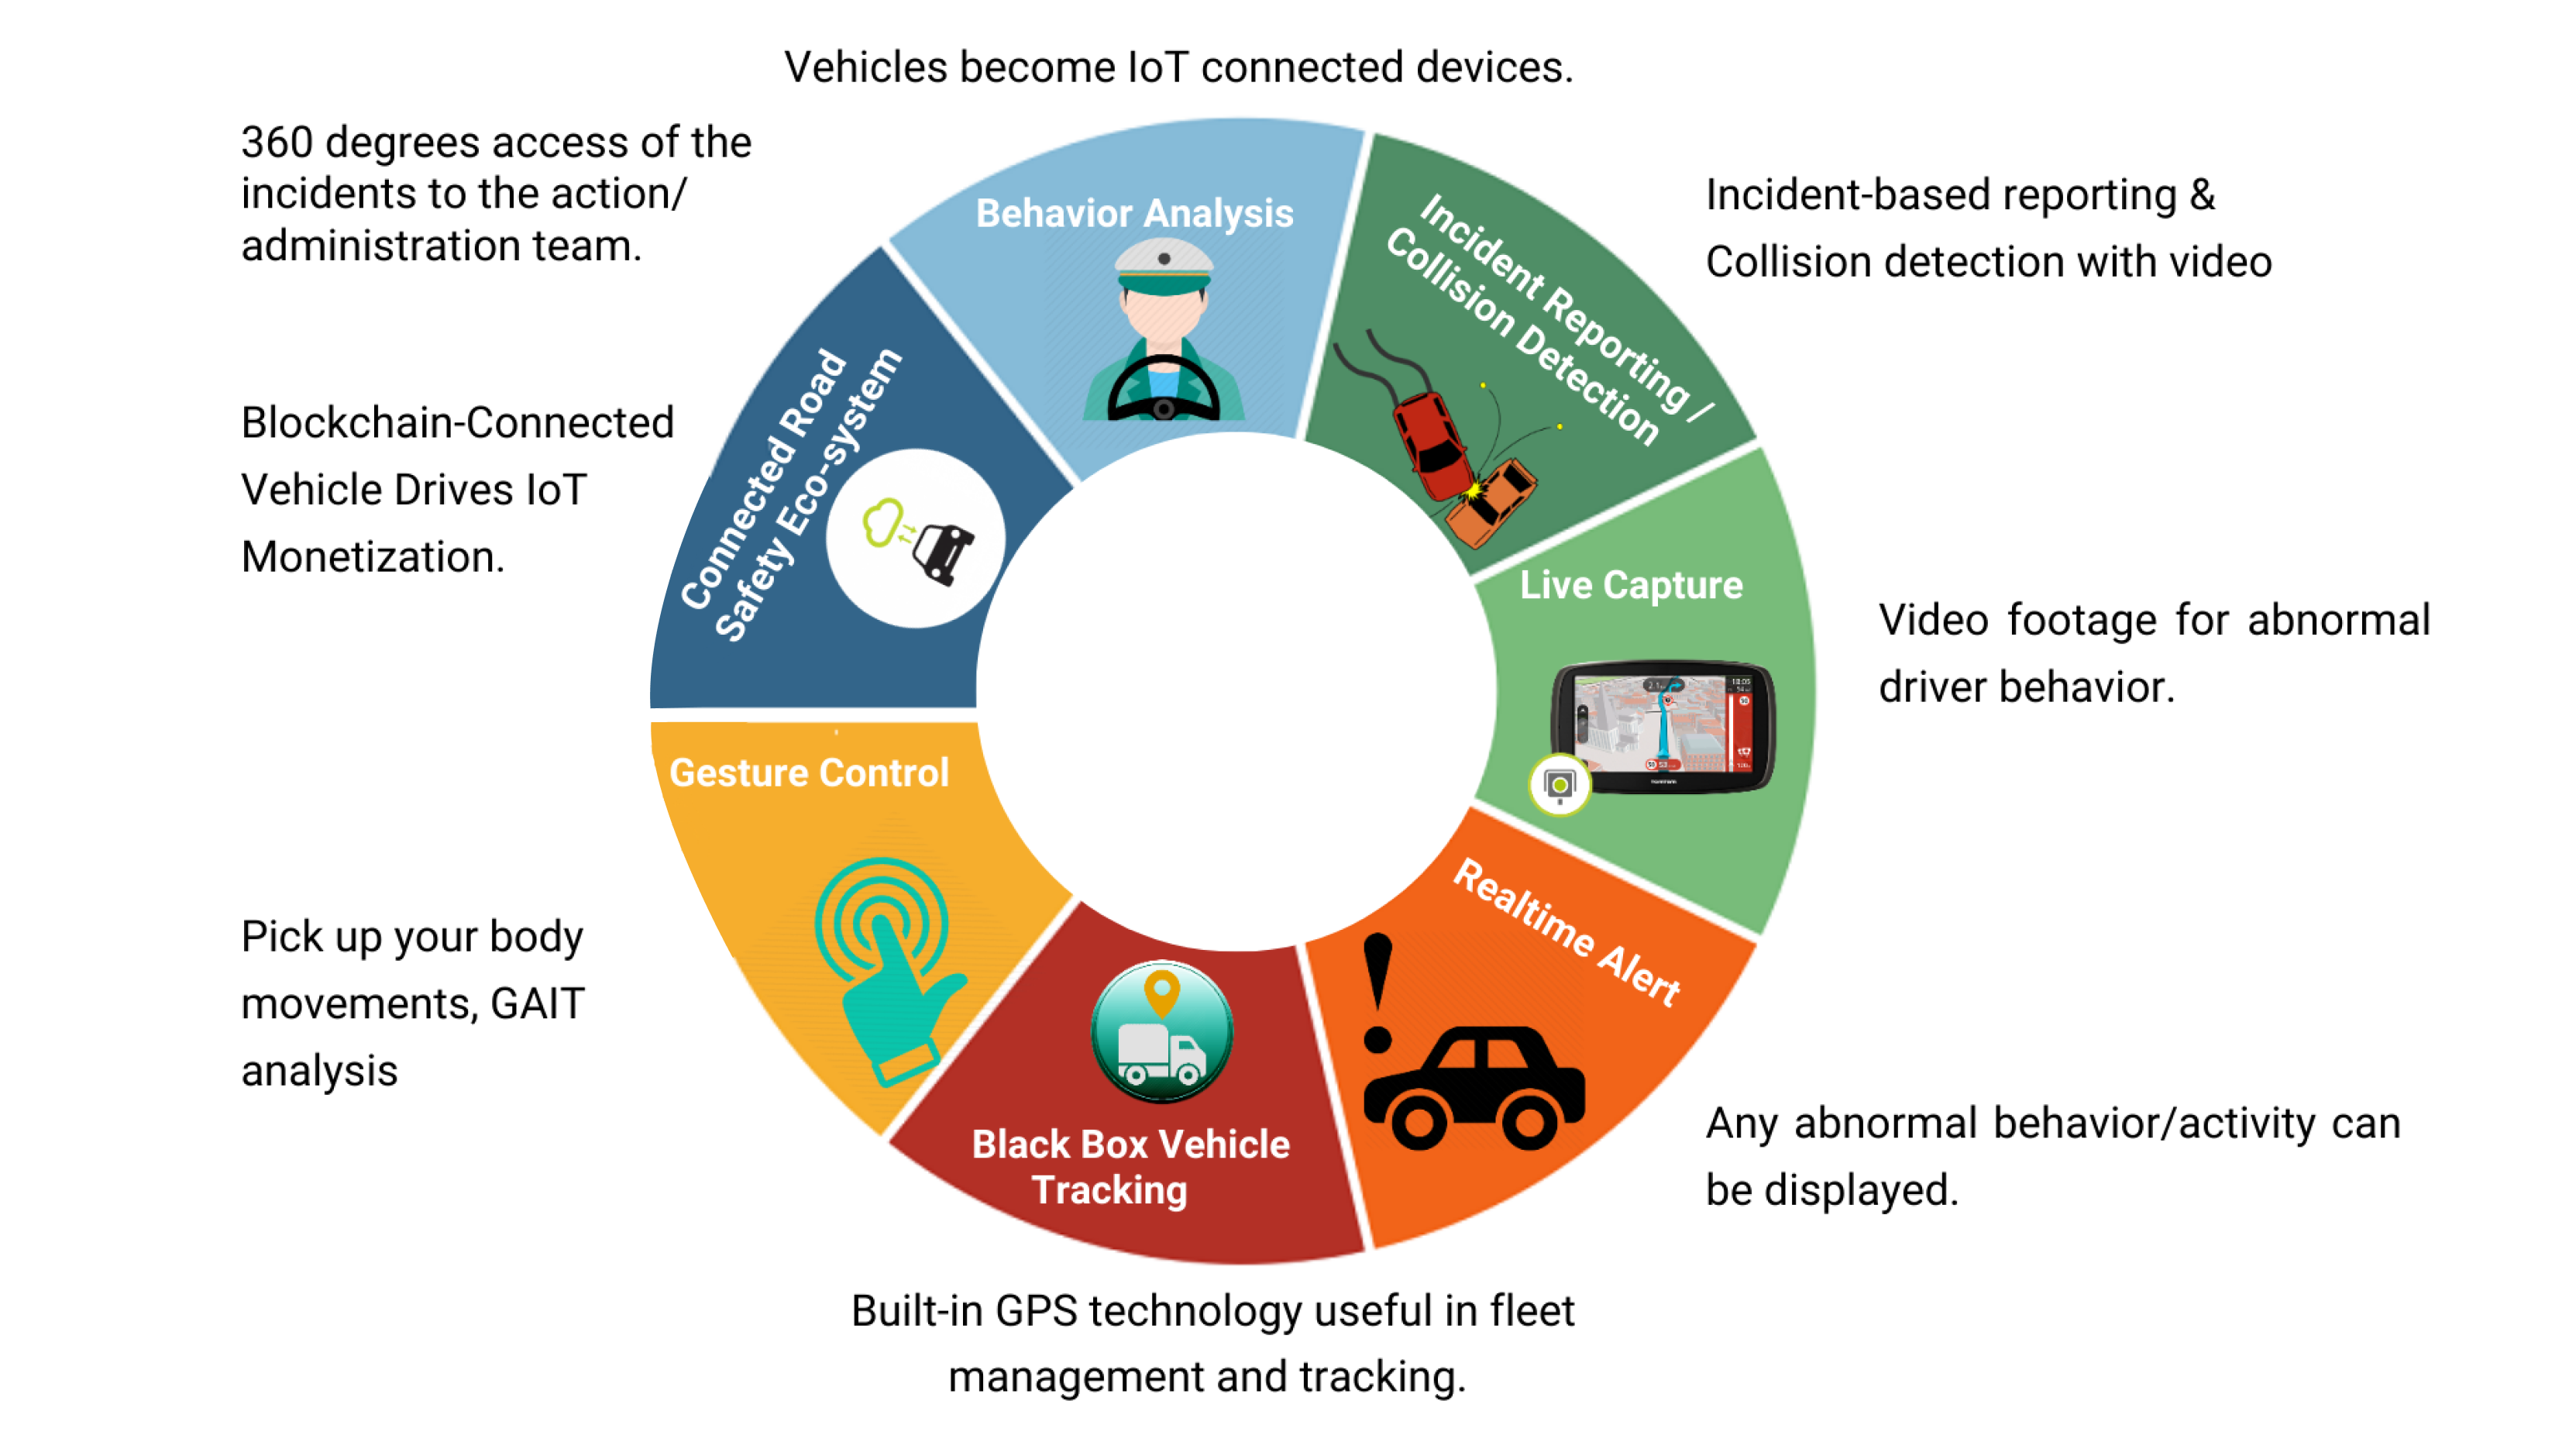 Vehicles become IoT connected devices.
360 degrees access of the
incidents to the action/
administration team.
Behavior Analysis
Incident Reporting /
Collision Detection
Incident-based reporting &
Collision detection with video
Connected Road
Safety Eco-system
Blockchain-Connected
Vehicle Drives IoT
Monetization.
Live Capture
Video footage for abnormal
driver behavior.
18:05
Gesture Control
Pick up your body
movements, GAIT
analysis
Realtime Alert
Any abnormal behavior/activity can
be displayed.
Black Box Vehicle
Tracking
Built-in GPS technology useful in fleet
management and tracking.